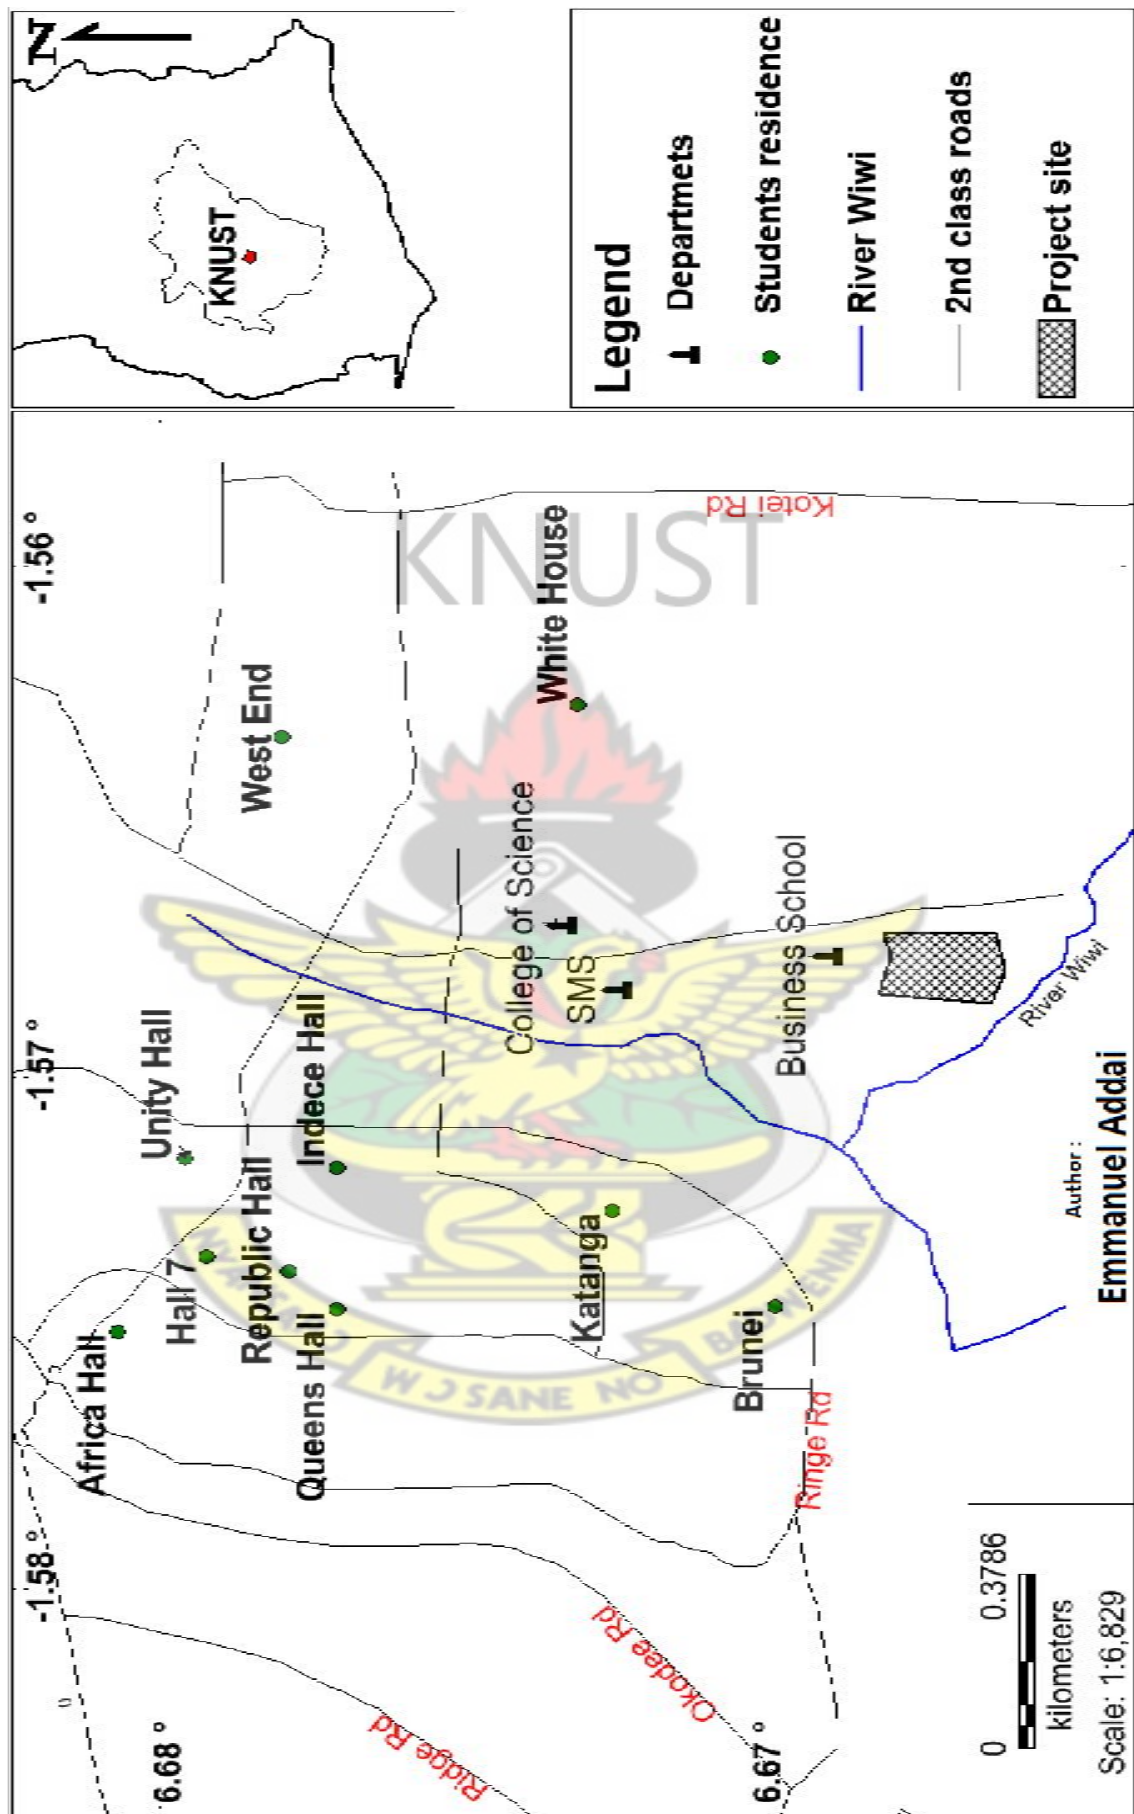 -1.58 °
-1.57 °
-1.56 °
6.68 °
6.67 °
Africa Hall
Hall 7
Unity Hall
West End
Republic Hall
Queens Hall
Indece Hall
College of Science
SMS
White House
Katanga
Brunei
Business School
Ridge Rd
Okodee Rd
Ringe Rd
Kotei Rd
River Wiwi
KNUST
W Ɔ SANE NO
BADWENMA
0 0.3786
kilometers
Scale: 1:6,829
Author :
Emmanuel Addai
N
KNUST
Legend
Departmets
Students residence
River Wiwi
2nd class roads
Project site